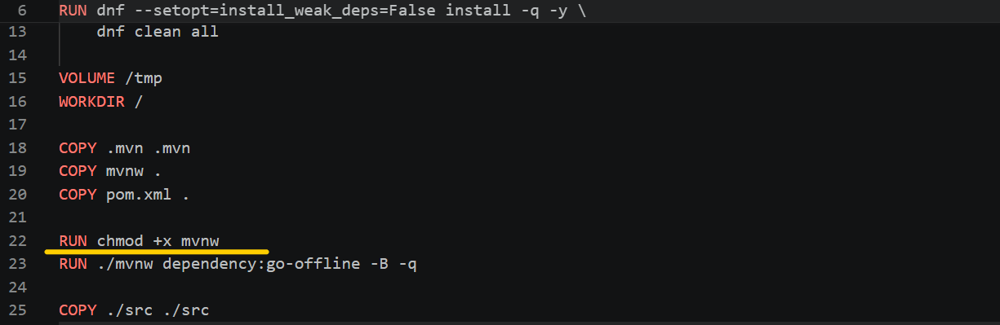 6 RUN dnf --setopt=install_weak_deps=False install -q -y \
13     dnf clean all
14
15 VOLUME /tmp
16 WORKDIR /
17
18 COPY .mvn .mvn
19 COPY mvnw .
20 COPY pom.xml .
21
22 RUN chmod +x mvnw
23 RUN ./mvnw dependency:go-offline -B -q
24
25 COPY ./src ./src